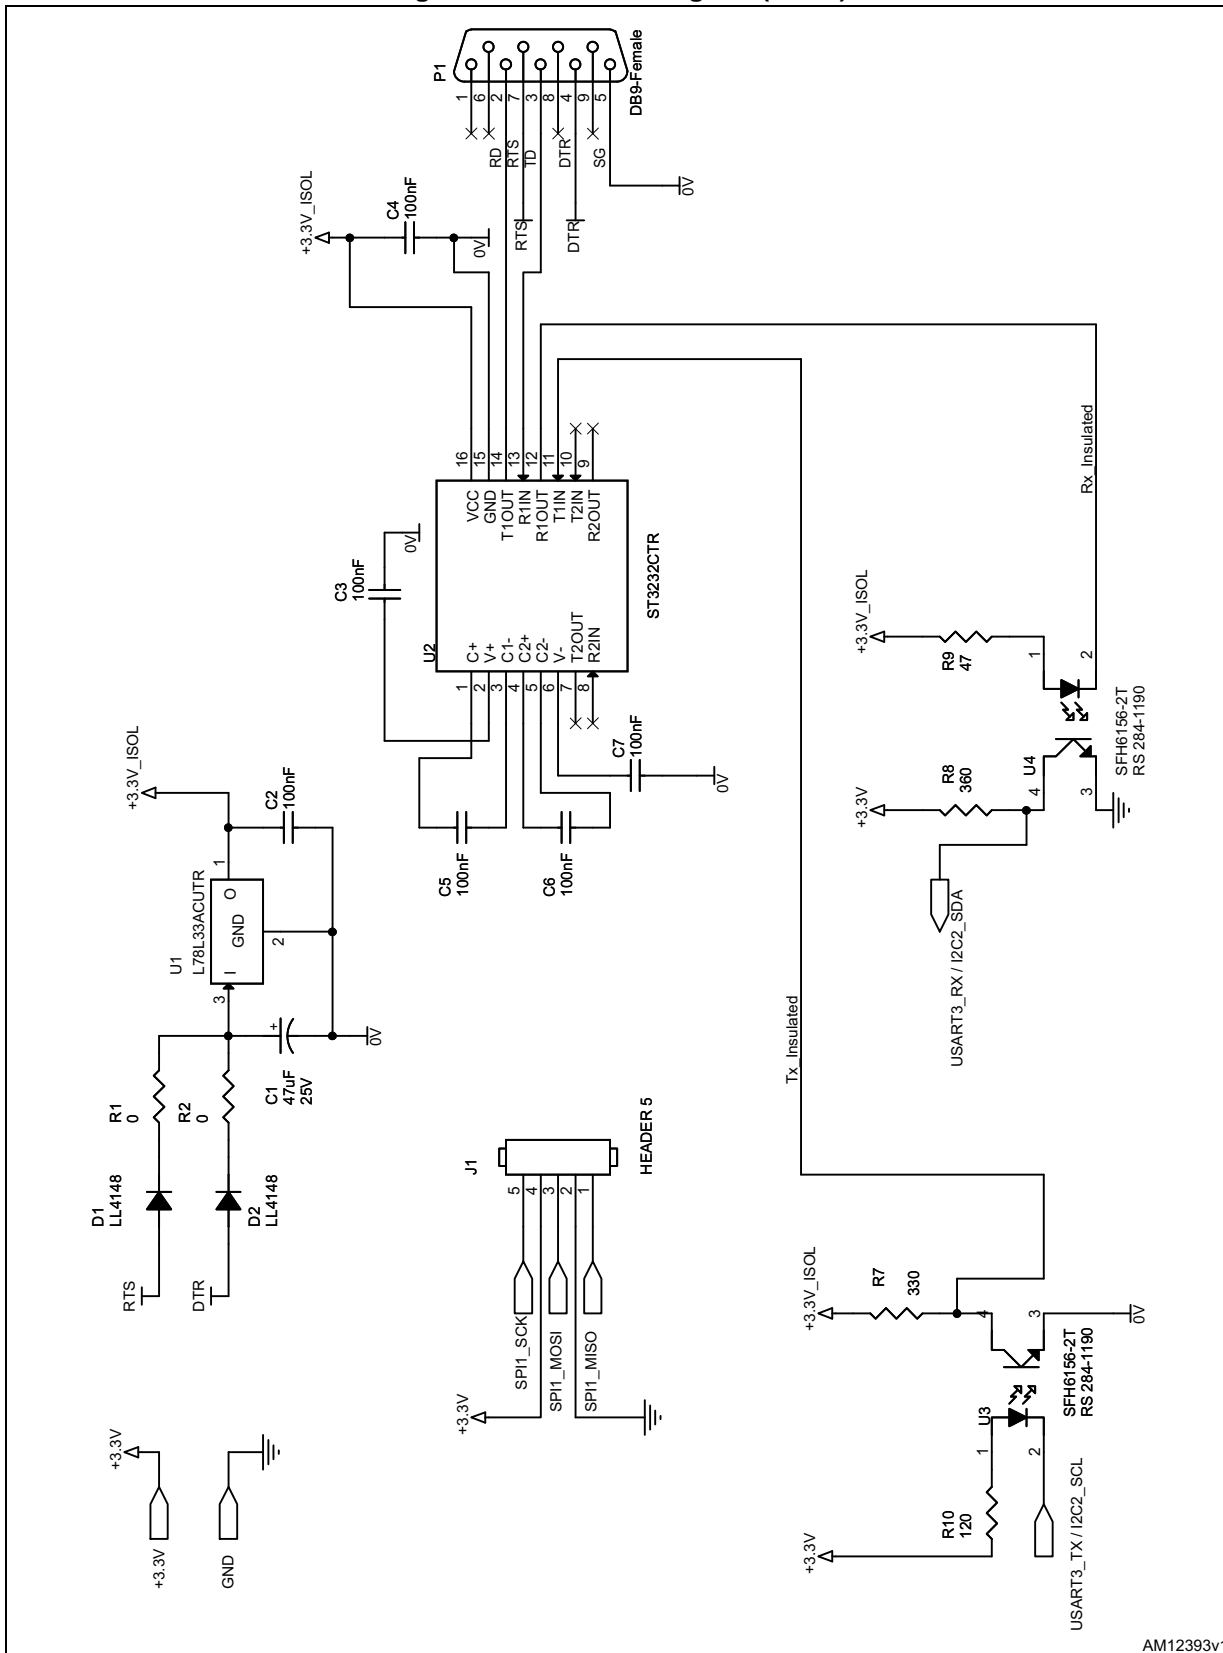 P1
DB9-Female
1
6
2
7
3
8
4
9
5
RD
RTS
TD
DTR
SG
0V
RTS
DTR
+3.3V_ISOL
C4
100nF
0V
16
15
14
13
12
11
10
9
VCC
GND
T1OUT
R1IN
R1OUT
T1IN
T2IN
R2OUT
U2
ST3232CTR
C+
V+
C1-
C2+
C2-
V-
T2OUT
R2IN
1
2
3
4
5
6
7
8
C3
100nF
0V
C7
100nF
0V
C5
100nF
C6
100nF
+3.3V_ISOL
C2
100nF
U1
L78L33ACUTR
I
GND
O
1
2
3
+
C1
47uF
25V
0V
R1
0
R2
0
D1
LL4148
D2
LL4148
RTS
DTR
J1
HEADER 5
5
4
3
2
1
SPI1_SCK
SPI1_MOSI
SPI1_MISO
+3.3V
+3.3V
+3.3V
GND
Rx_Insulated
+3.3V_ISOL
R9
47
1
2
SFH6156-2T
RS 284-1190
U4
4
3
R8
360
+3.3V
USART3_RX / I2C2_SDA
Tx_Insulated
+3.3V_ISOL
R7
330
4
3
0V
SFH6156-2T
RS 284-1190
U3
1
2
R10
120
+3.3V
USART3_TX / I2C2_SCL